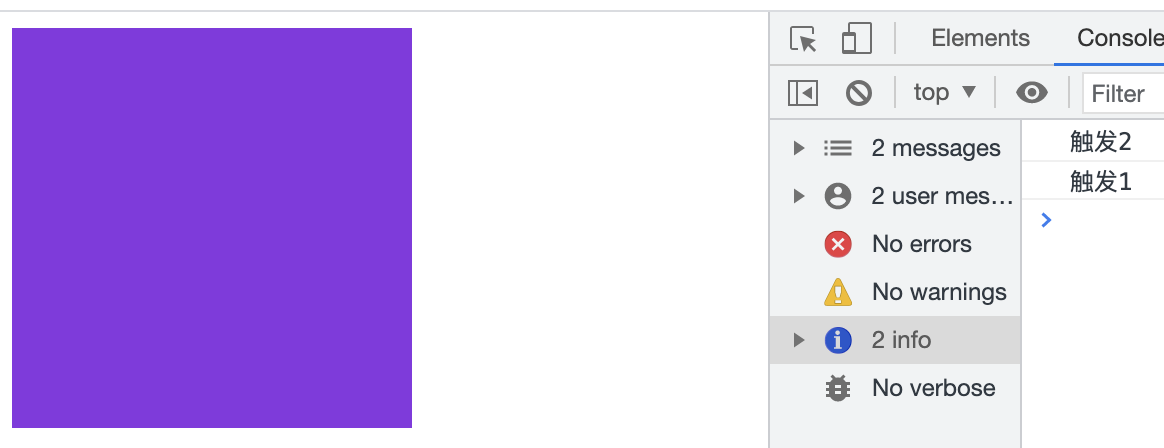 Elements
Console
top
Filter
2 messages
2 user mes…
No errors
No warnings
2 info
No verbose
触发2
触发1